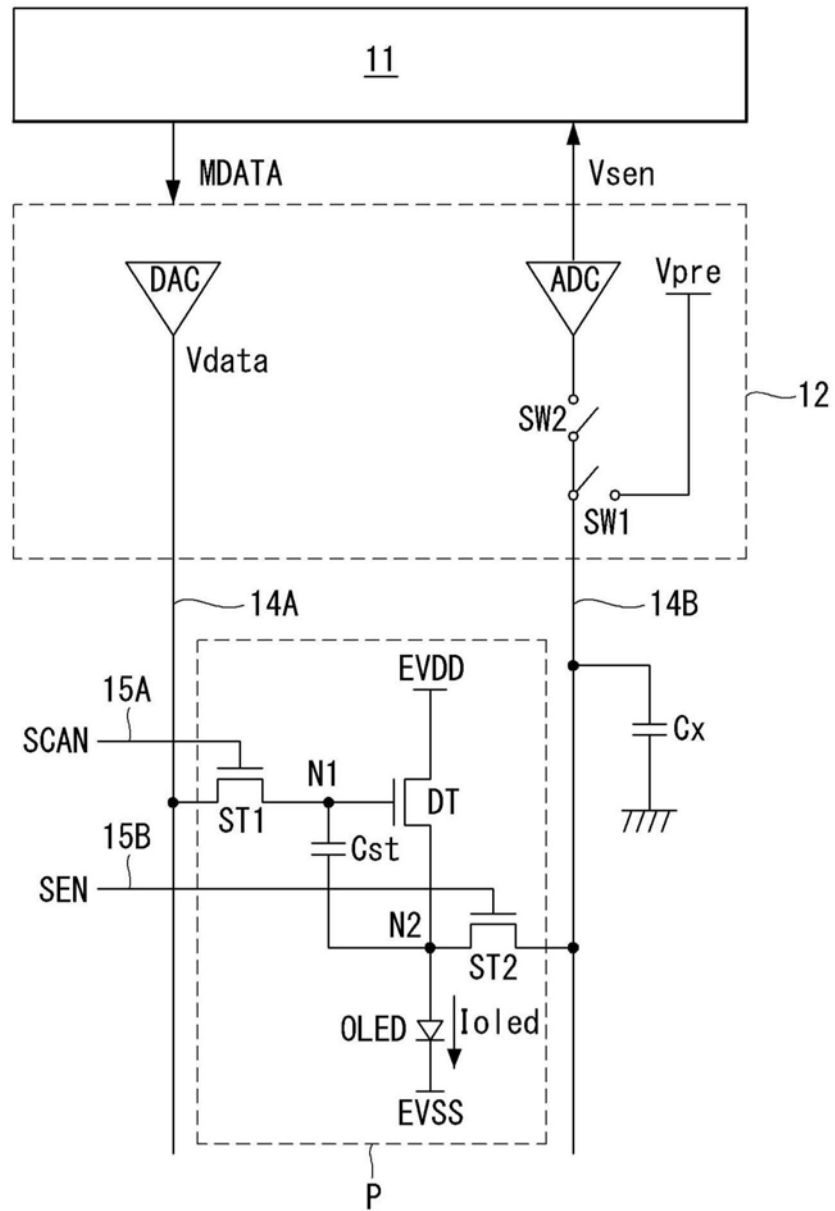 11
MDATA
Vsen
DAC
ADC
Vpre
Vdata
SW2
12
SW1
14A
14B
EVDD
15A
SCAN
N1
DT
Cx
ST1
15B
Cst
SEN
N2
ST2
OLED
Ioled
EVSS
P